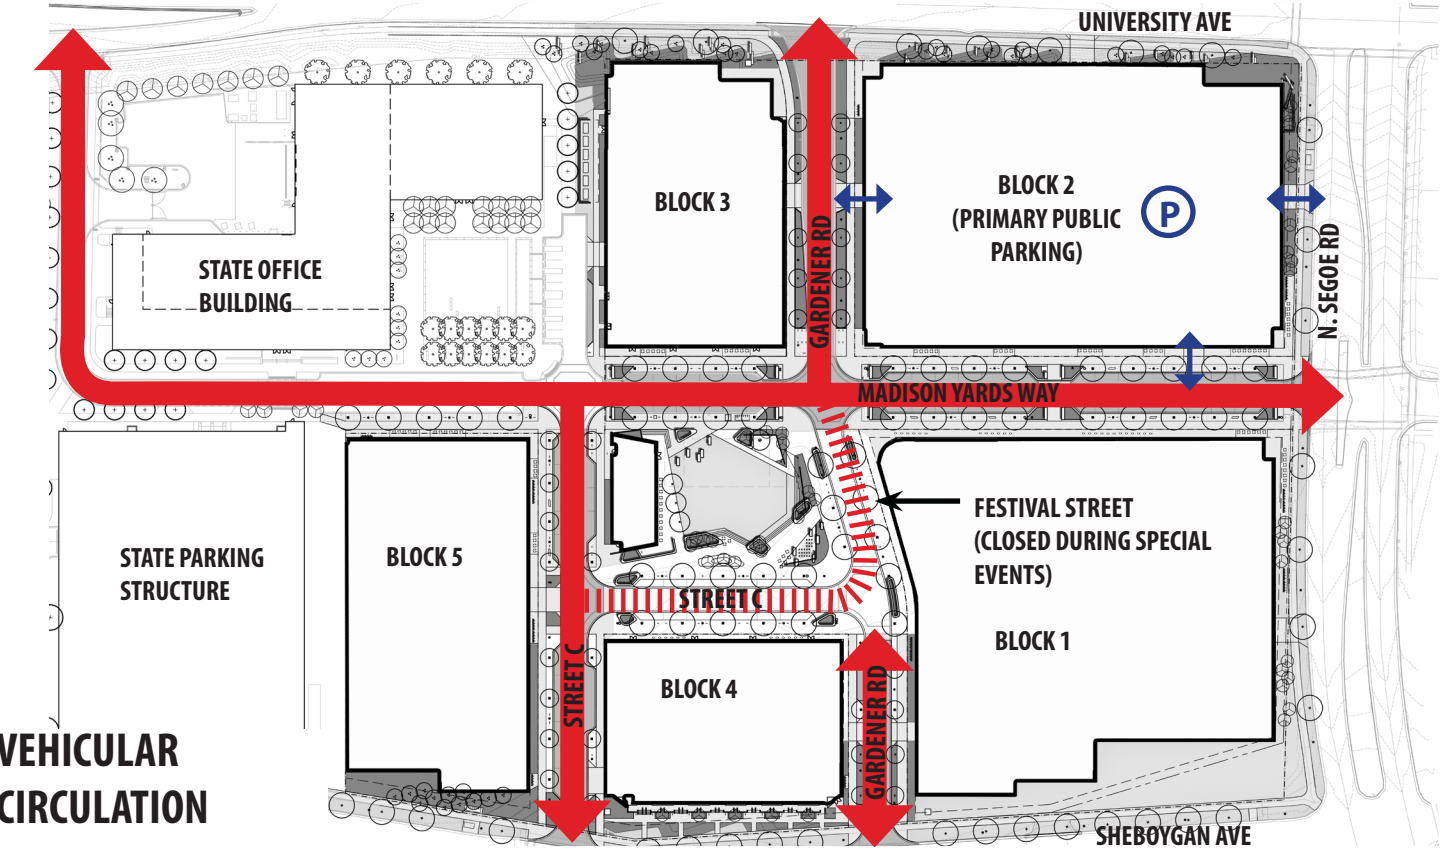 UNIVERSITY AVE
BLOCK 3
BLOCK 2
(PRIMARY PUBLIC
PARKING)
P
GARDENER RD
N. SEGOE RD
STATE OFFICE
BUILDING
MADISON YARDS WAY
FESTIVAL STREET
(CLOSED DURING SPECIAL
EVENTS)
STATE PARKING
STRUCTURE
BLOCK 5
STREET C
BLOCK 1
STREET C
BLOCK 4
GARDENER RD
VEHICULAR
CIRCULATION
SHEBOYGAN AVE